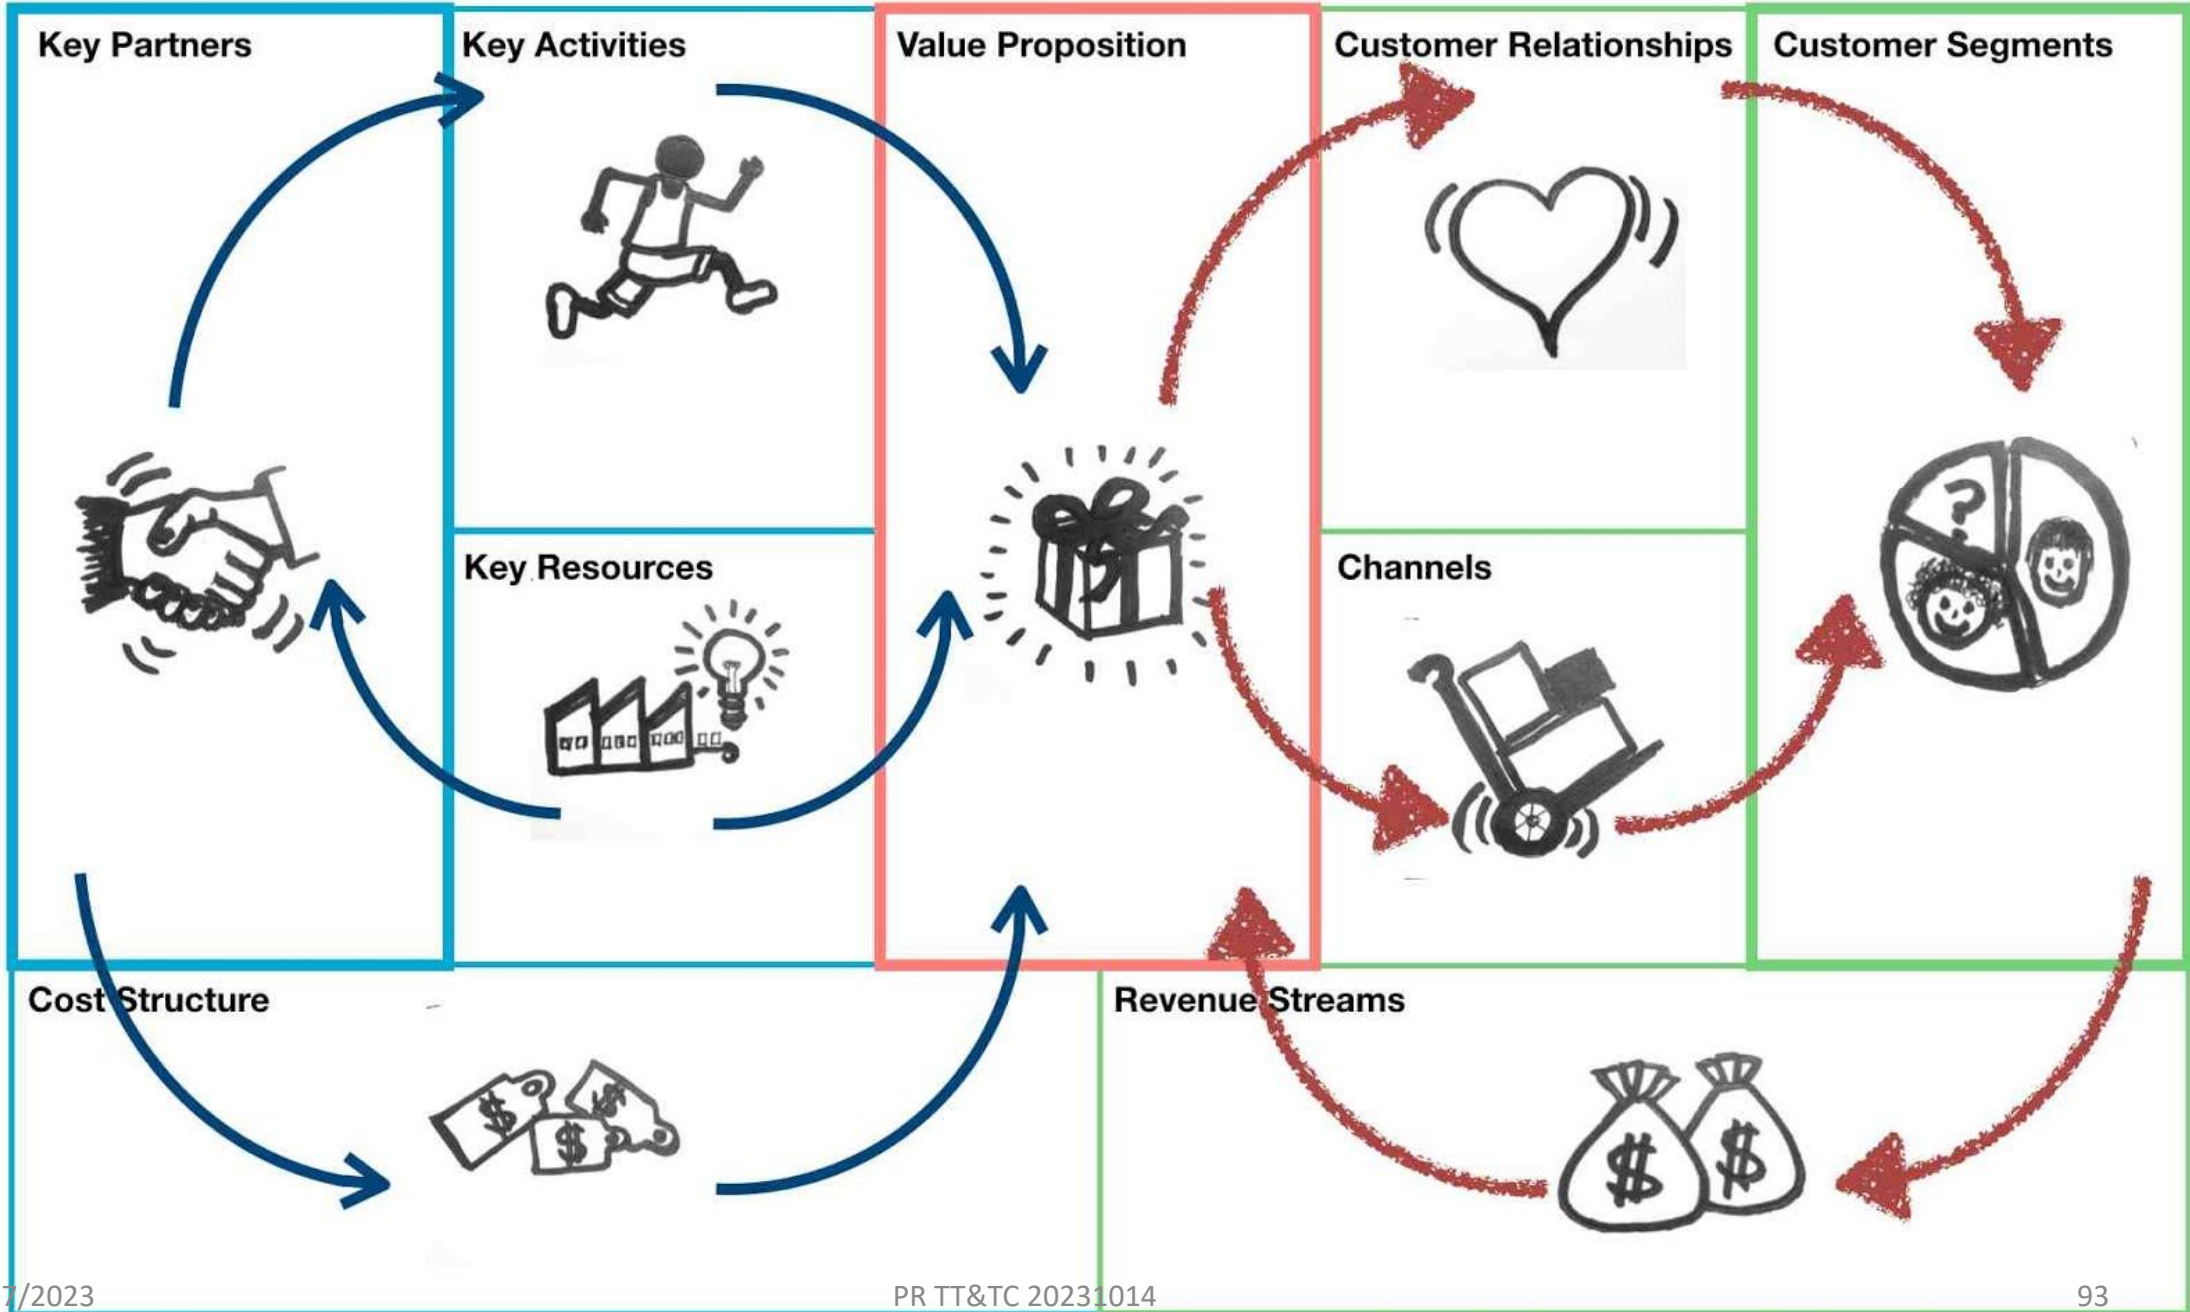 Key Partners
Key Activities
Value Proposition
Customer Relationships
Customer Segments
Key Resources
Channels
?
Cost Structure
Revenue Streams
$
$
$
$
$
7/2023
PR TT&TC 20231014
93